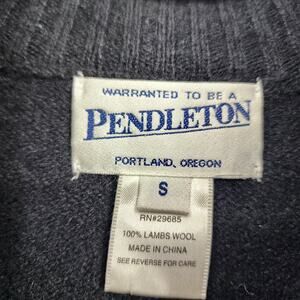 WARRANTED TO BE A
PENDLETON
PORTLAND, OREGON
S
RN#29685
100% LAMBS WOOL
MADE IN CHINA
SEE REVERSE FOR CARE